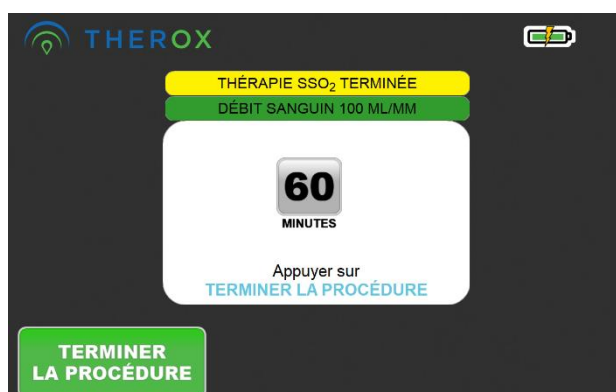 THEROX
THÉRAPIE SSO₂ TERMINÉE
DÉBIT SANGUIN 100 ML/MM
60
MINUTES
Appuyer sur
TERMINER LA PROCÉDURE
TERMINER
LA PROCÉDURE